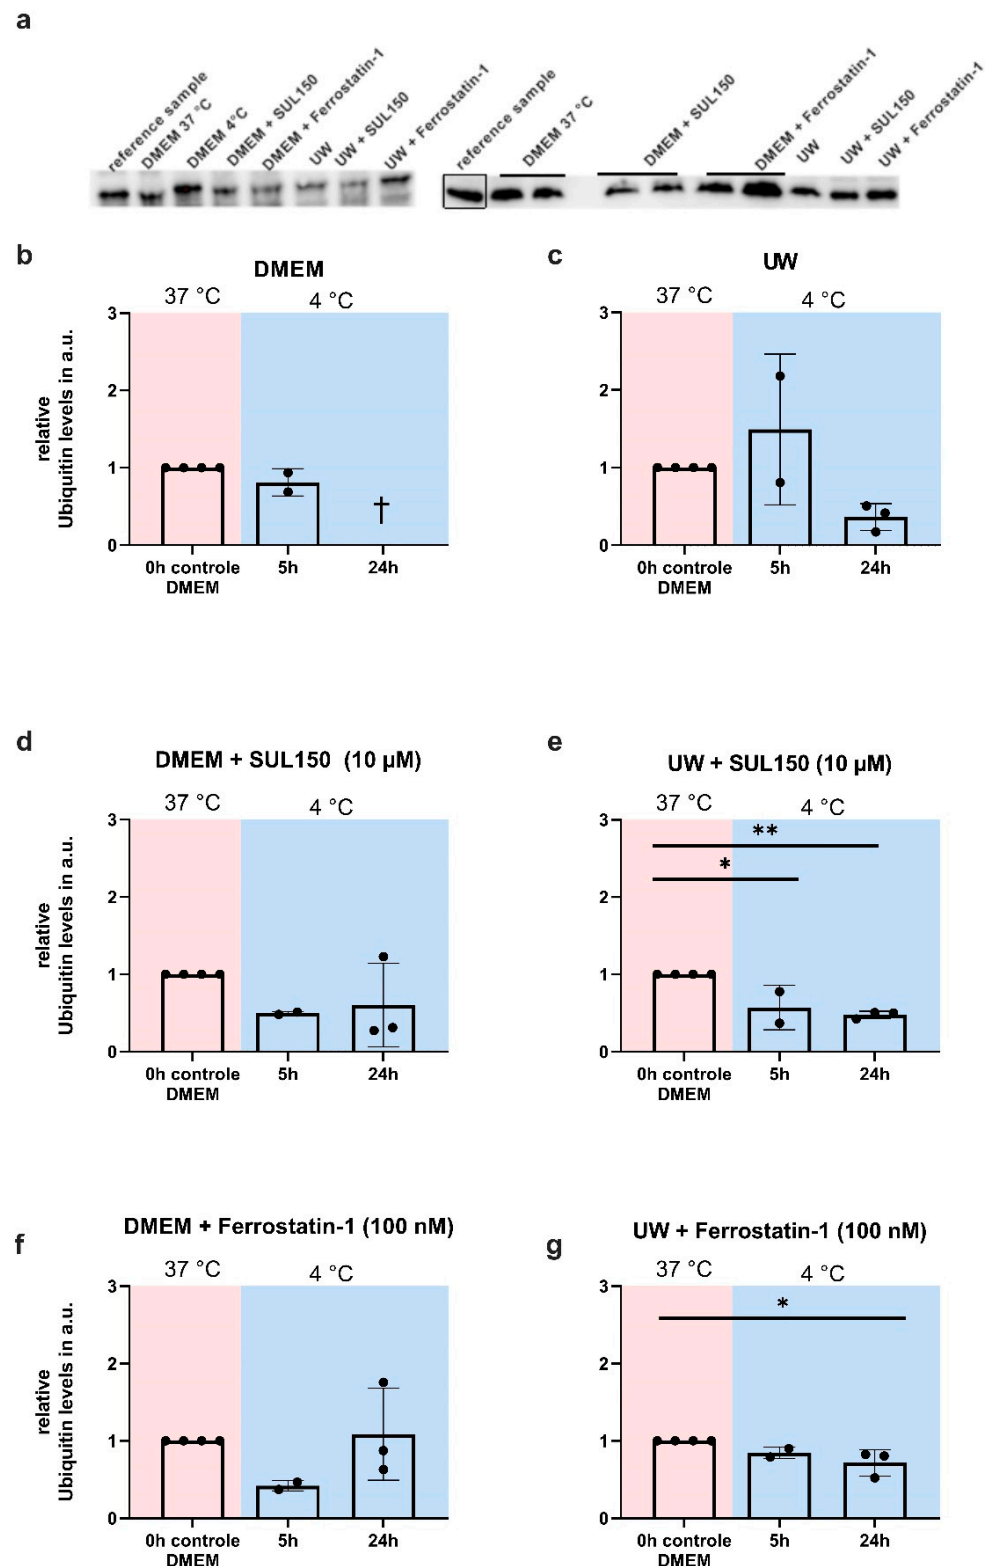 a
reference sample
DMEM 37 °C
DMEM 4°C
DMEM + SUL150
DMEM + Ferrostatin-1
UW
UW + SUL150
UW + Ferrostatin-1
reference sample
DMEM 37 °C
DMEM + SUL150
DMEM + Ferrostatin-1
UW
UW + SUL150
UW + Ferrostatin-1
b
DMEM
37 °C
4 °C
relative
Ubiquitin levels in a.u.
3
2
1
0
†
0h controle
DMEM
5h
24h
c
UW
37 °C
4 °C
3
2
1
0
0h controle
DMEM
5h
24h
d
DMEM + SUL150 (10 µM)
37 °C
4 °C
relative
Ubiquitin levels in a.u.
3
2
1
0
0h controle
DMEM
5h
24h
e
UW + SUL150 (10 µM)
37 °C
4 °C
**
*
3
2
1
0
0h controle
DMEM
5h
24h
f
DMEM + Ferrostatin-1 (100 nM)
37 °C
4 °C
relative
Ubiquitin levels in a.u.
3
2
1
0
0h controle
DMEM
5h
24h
g
UW + Ferrostatin-1 (100 nM)
37 °C
4 °C
*
3
2
1
0
0h controle
DMEM
5h
24h